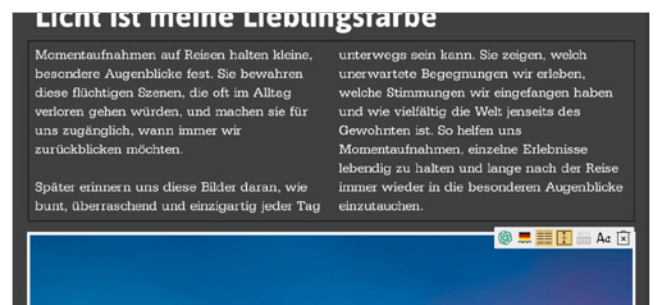 Licht ist meine Lieblingsfarbe
Momentaufnahmen auf Reisen halten kleine,
besondere Augenblicke fest. Sie bewahren
diese flüchtigen Szenen, die oft im Alltag
verloren gehen würden, und machen sie für
uns zugänglich, wann immer wir
zurückblicken möchten.
Später erinnern uns diese Bilder daran, wie
bunt, überraschend und einzigartig jeder Tag
unterwegs sein kann. Sie zeigen, welch
unerwartete Begegnungen wir erleben,
welche Stimmungen wir eingefangen haben
und wie vielfältig die Welt jenseits des
Gewohnten ist. So helfen uns
Momentaufnahmen, einzelne Erlebnisse
lebendig zu halten und lange nach der Reise
immer wieder in die besonderen Augenblicke
einzutauchen.
Aa